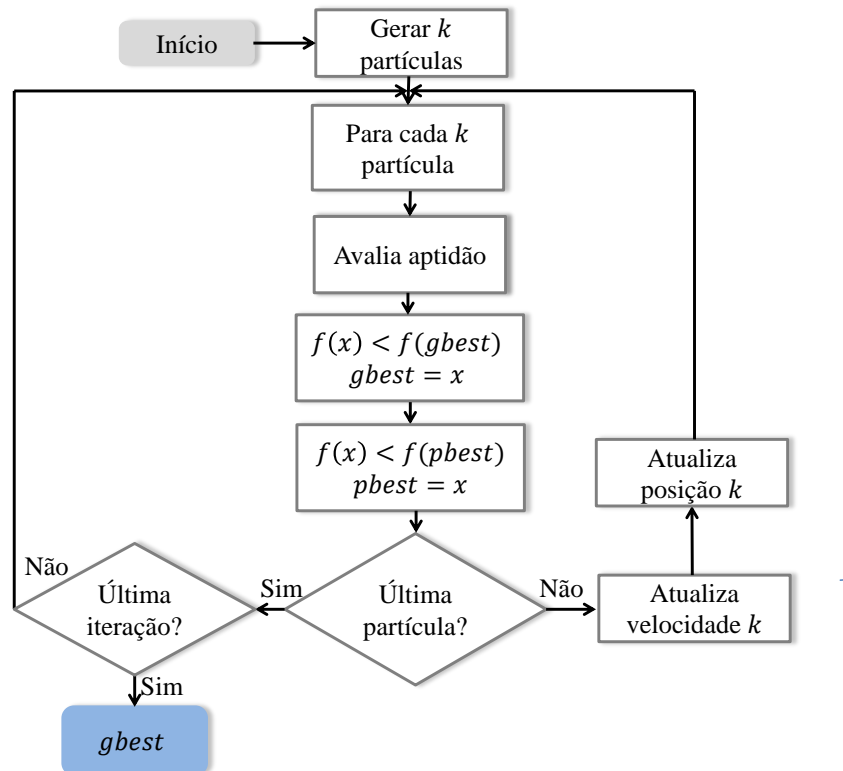 Início
Gerar k
partículas
Para cada k
partícula
Avalia aptidão
f(x) < f(gbest)
gbest = x
f(x) < f(pbest)
pbest = x
Atualiza
posição k
Não
Última
iteração?
Sim
Última
partícula?
Não
Atualiza
velocidade k
Sim
gbest